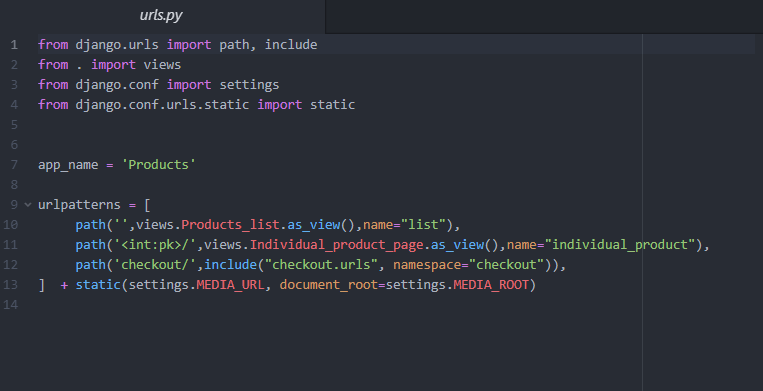 urls.py
1 from django.urls import path, include
2 from . import views
3 from django.conf import settings
4 from django.conf.urls.static import static
5
6
7 app_name = 'Products'
8
9 urlpatterns = [
10     path('',views.Products_list.as_view(),name="list"),
11     path('<int:pk>/',views.Individual_product_page.as_view(),name="individual_product"),
12     path('checkout/',include("checkout.urls", namespace="checkout")),
13 ]  + static(settings.MEDIA_URL, document_root=settings.MEDIA_ROOT)
14